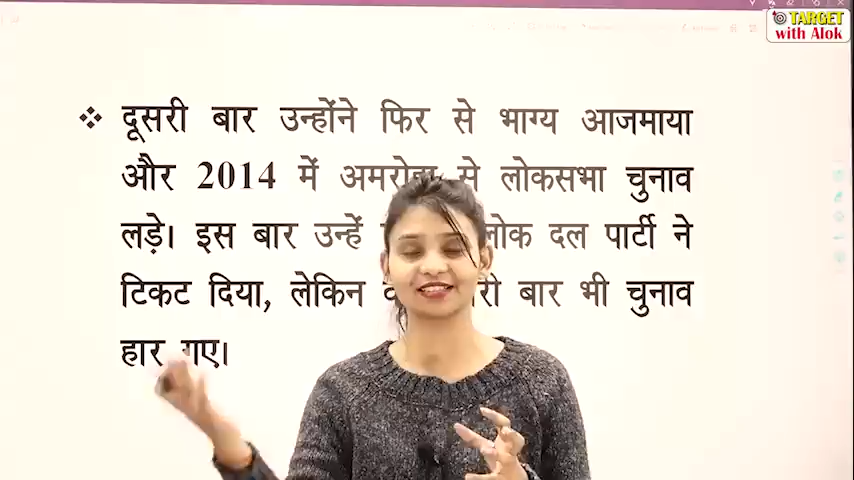 TARGET
with Alok
❖ दूसरी बार उन्होंने फिर से भाग्य आजमाया
और 2014 में अमरोहा से लोकसभा चुनाव
लड़े। इस बार उन्हें लोक दल पार्टी ने
टिकट दिया, लेकिन बार भी चुनाव
हार गए।